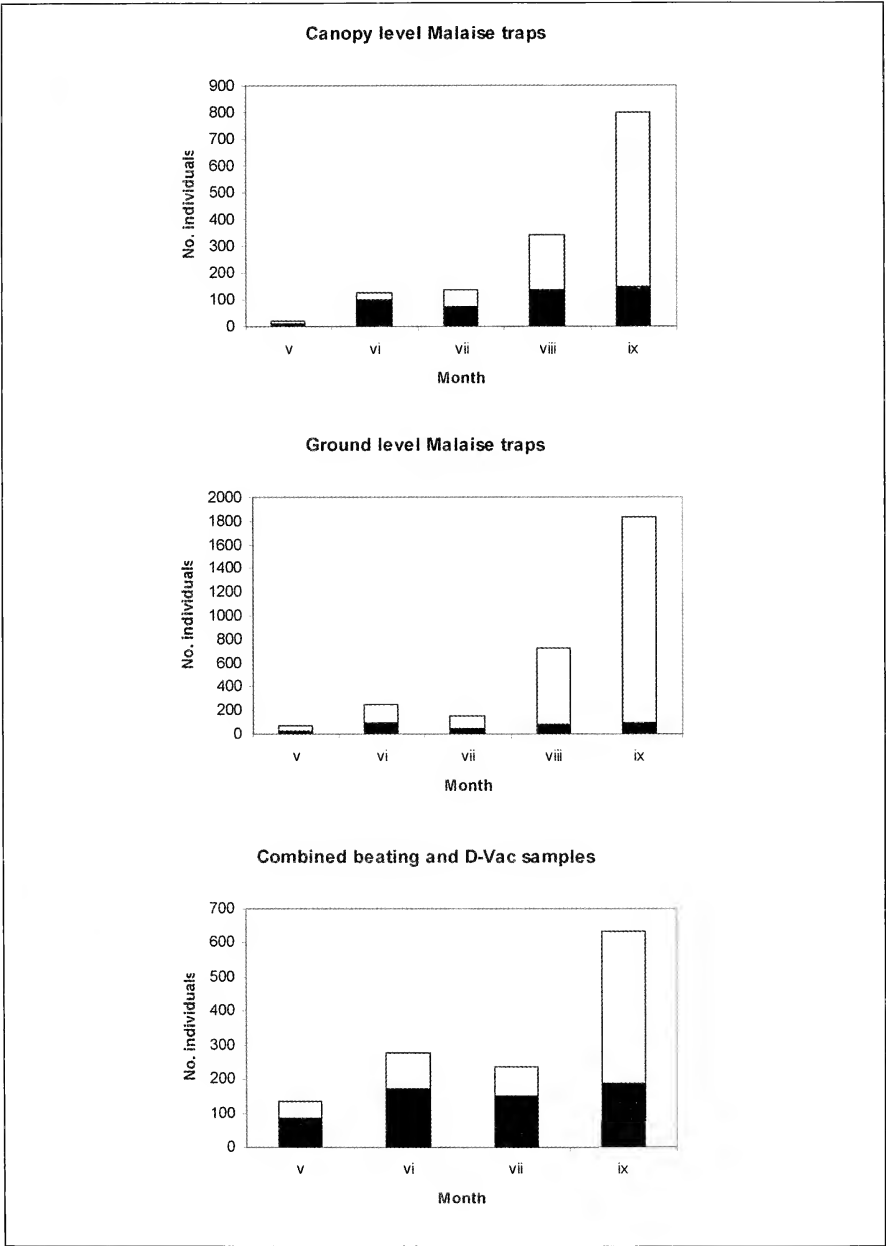 Canopy level Malaise traps
900
800
700
600
500
400
300
200
100
0
No. individuals
v vi vii viii ix
Month
Ground level Malaise traps
2000
1800
1600
1400
1200
1000
800
600
400
200
0
No. individuals
v vi vii viii ix
Month
Combined beating and D-Vac samples
700
600
500
400
300
200
100
0
No. individuals
v vi vii ix
Month